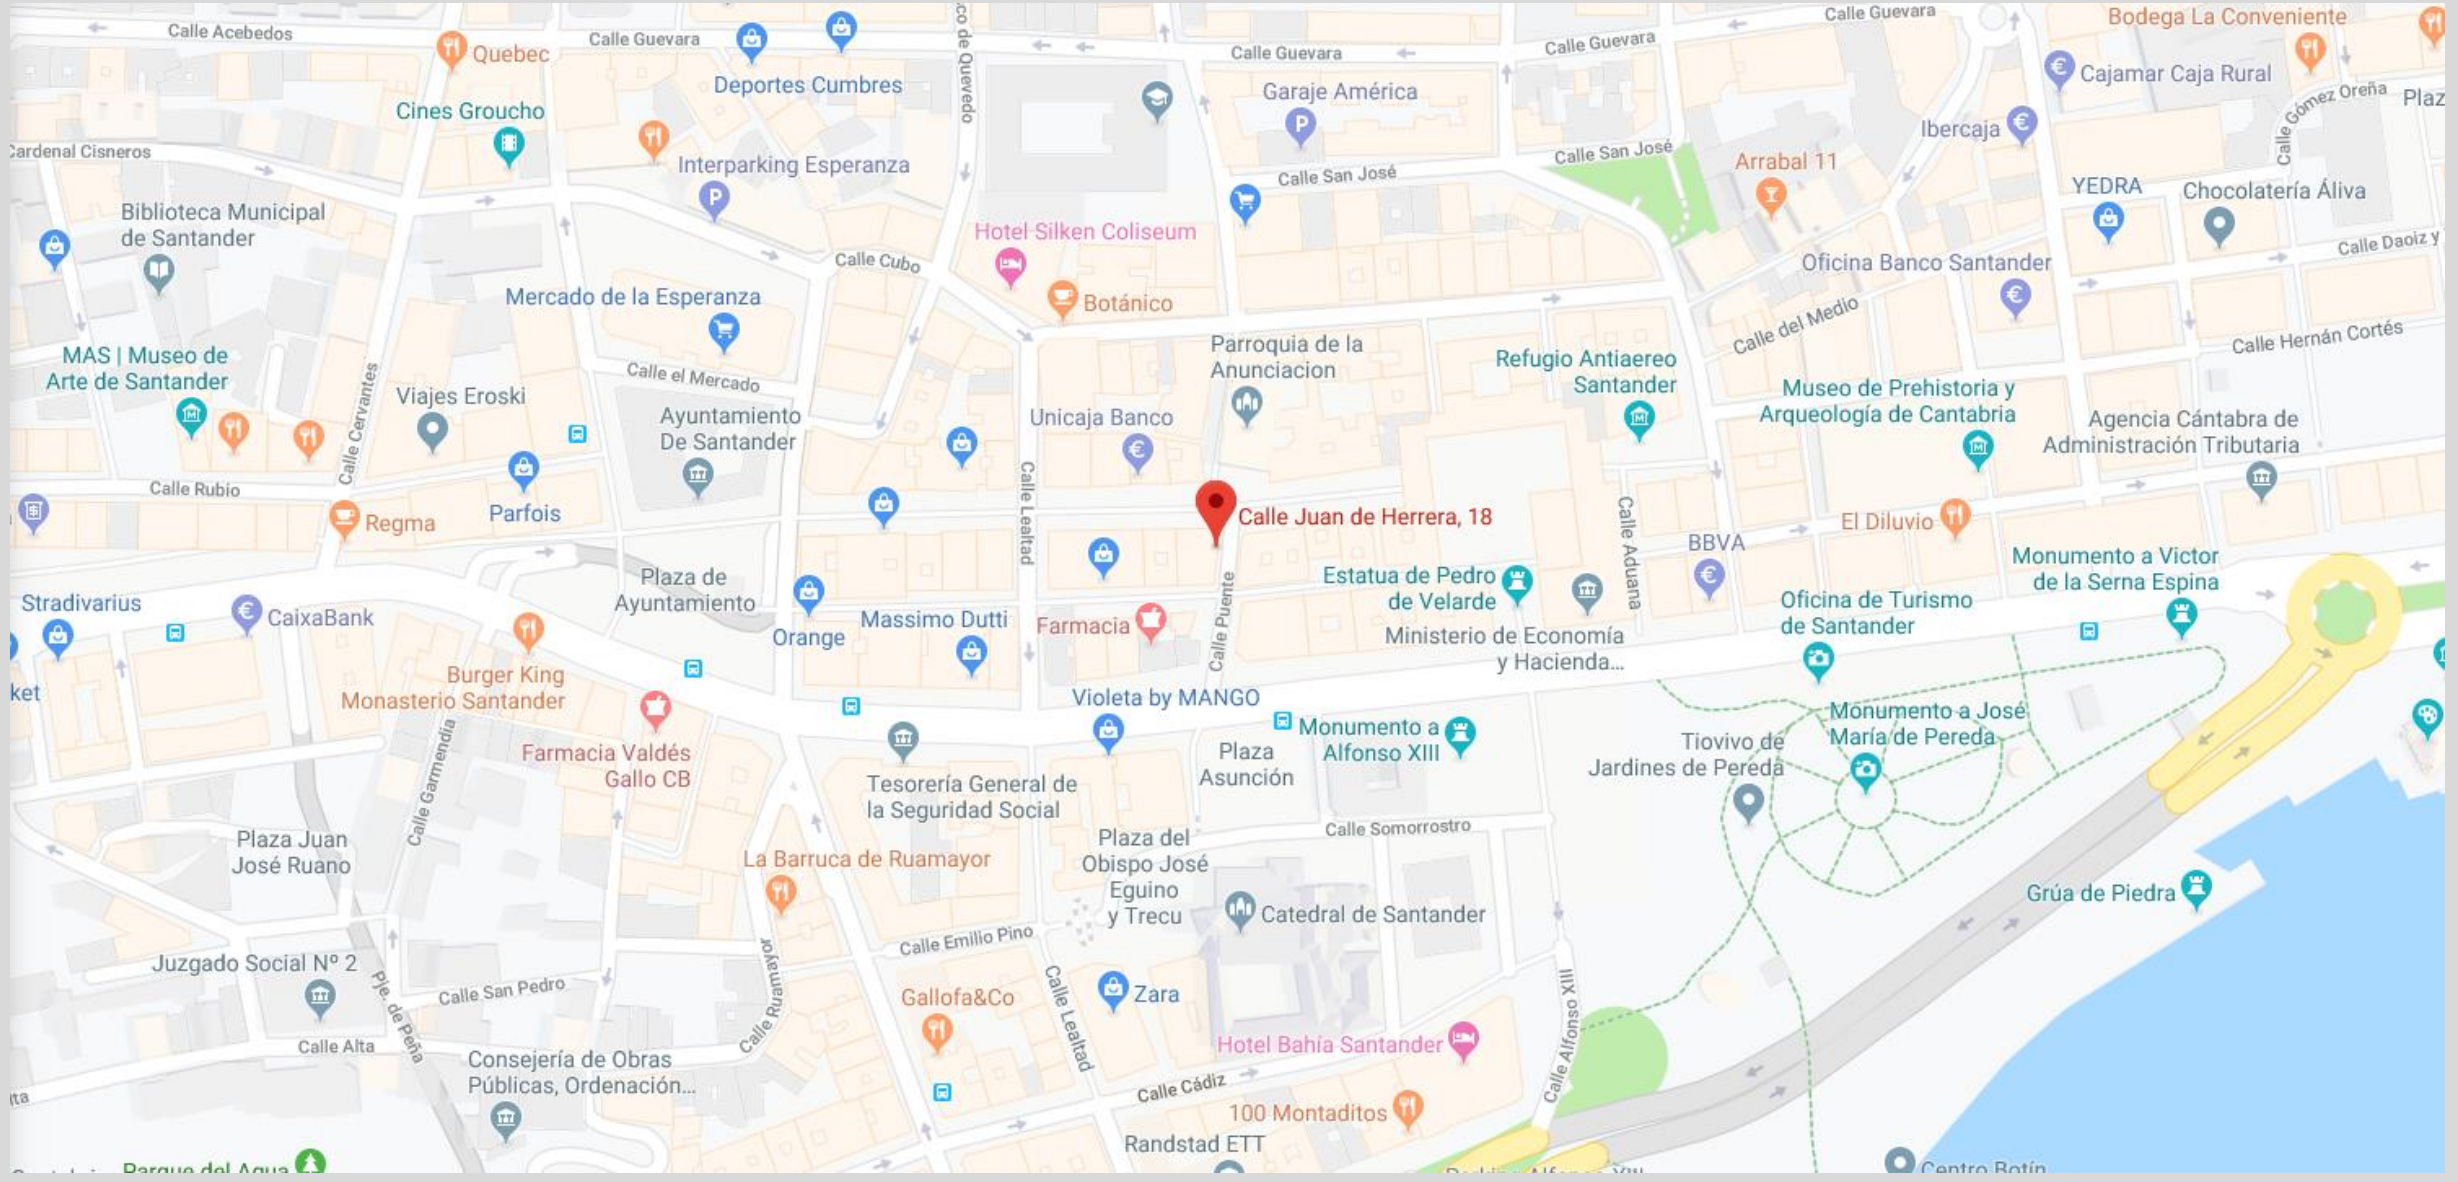 Calle Acebedos
Quebec
Calle Guevara
Deportes Cumbres
co de Quevedo
Calle Guevara
Calle Guevara
Calle Guevara
Bodega La Conveniente
Cajamar Caja Rural
Calle Gómez Oreña
Plaz
Garaje América
P
Cines Groucho
Cardenal Cisneros
Interparking Esperanza
P
Calle San José
Calle San José
Arrabal 11
Ibercaja
€
€
YEDRA
Chocolatería Áliva
Biblioteca Municipal
de Santander
Hotel Silken Coliseum
Calle Cubo
Botánico
Oficina Banco Santander
€
Calle Daoiz y
Mercado de la Esperanza
Calle del Medio
Calle Hernán Cortés
MAS | Museo de
Arte de Santander
Calle Cervantes
Viajes Eroski
Calle el Mercado
Ayuntamiento
De Santander
Parroquia de la
Anunciacion
Unicaja Banco
€
Refugio Antiaereo
Santander
Museo de Prehistoria y
Arqueología de Cantabria
Agencia Cántabra de
Administración Tributaria
Calle Rubio
Regma
Parfois
Calle Lealtad
Calle Juan de Herrera, 18
Calle Aduana
BBVA
€
El Diluvio
Monumento a Victor
de la Serna Espina
Stradivarius
€
CaixaBank
Plaza de
Ayuntamiento
Orange
Massimo Dutti
Farmacia
Calle Puente
Estatua de Pedro
de Velarde
Ministerio de Economía
y Hacienda...
Oficina de Turismo
de Santander
ket
Burger King
Monasterio Santander
Farmacia Valdés
Gallo CB
Violeta by MANGO
Tesorería General de
la Seguridad Social
Plaza
Asunción
Monumento a
Alfonso XIII
Tiovivo de
Jardines de Pereda
Monumento a José
María de Pereda
Calle Garmendia
Plaza Juan
José Ruano
La Barruca de Ruamayor
Plaza del
Obispo José
Eguino
y Trecu
Calle Somorrostro
Catedral de Santander
Grúa de Piedra
Calle Emilio Pino
Juzgado Social Nº 2
Pje. de Peña
Calle San Pedro
Calle Ruamayor
Gallofa&Co
Calle Lealtad
Zara
Hotel Bahía Santander
Calle Alfonso XIII
Calle Alta
Consejería de Obras
Públicas, Ordenación...
Calle Cádiz
100 Montaditos
Randstad ETT
lta
Parque del Agua
Parking Alfonso XIII
Centro Botín